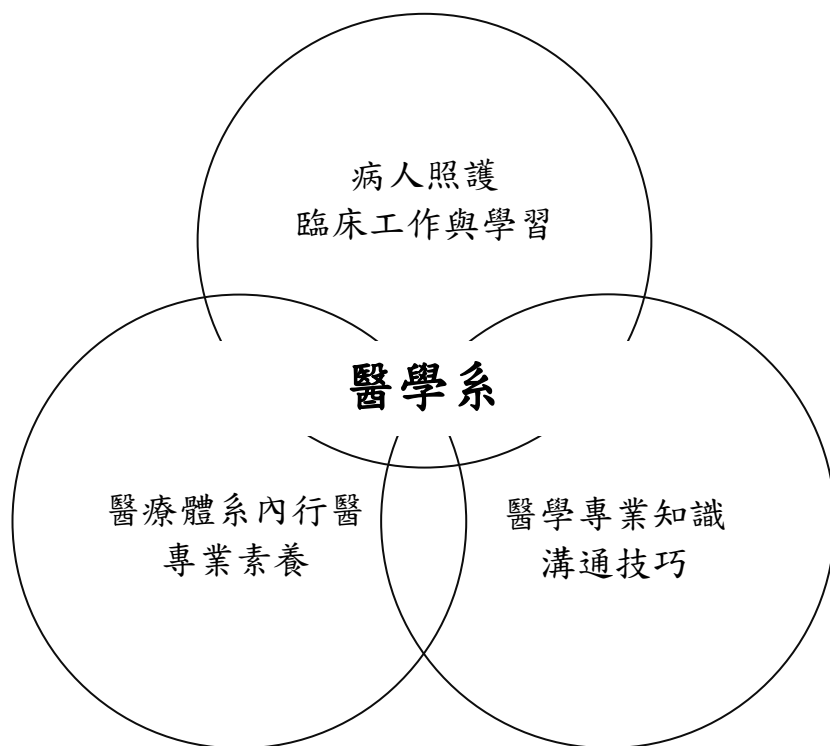 病人照護
臨床工作與學習
醫學系
醫療體系內行醫
專業素養
醫學專業知識
溝通技巧